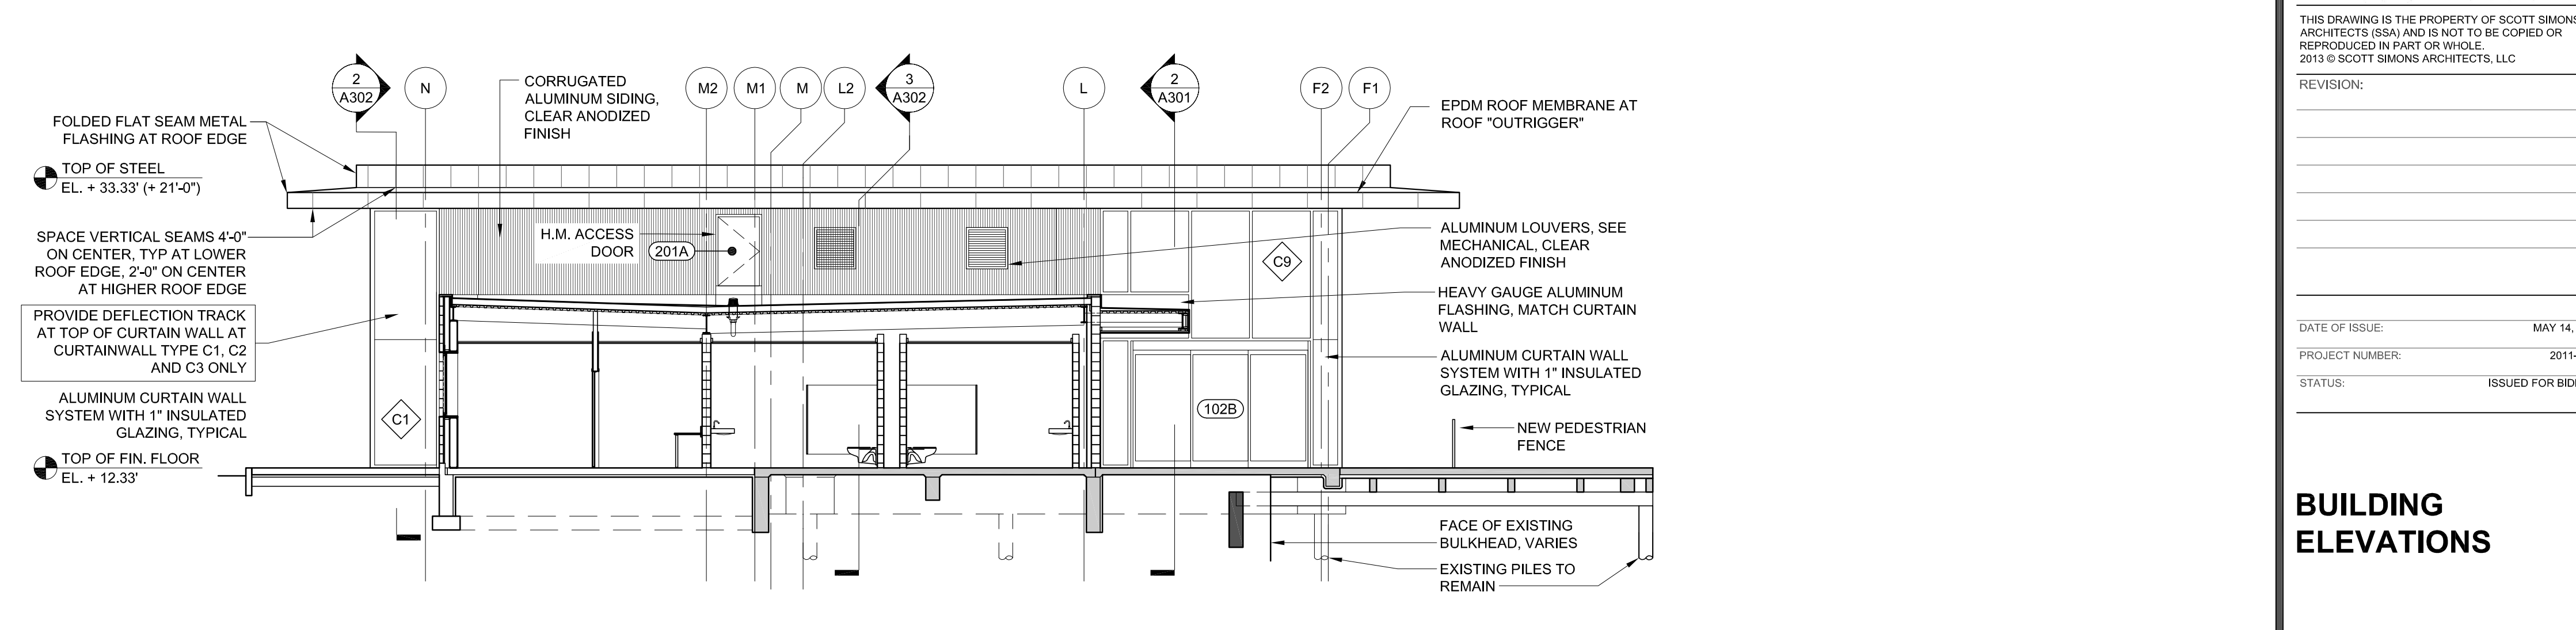 2
A302
N
M2
M1
M
L2
3
A302
L
2
A301
F2
F1
CORRUGATED
ALUMINUM SIDING,
CLEAR ANODIZED
FINISH
FOLDED FLAT SEAM METAL
FLASHING AT ROOF EDGE
TOP OF STEEL
EL. + 33.33' (+ 21'-0")
SPACE VERTICAL SEAMS 4'-0"
ON CENTER, TYP AT LOWER
ROOF EDGE, 2'-0" ON CENTER
AT HIGHER ROOF EDGE
PROVIDE DEFLECTION TRACK
AT TOP OF CURTAIN WALL AT
CURTAINWALL TYPE C1, C2
AND C3 ONLY
ALUMINUM CURTAIN WALL
SYSTEM WITH 1" INSULATED
GLAZING, TYPICAL
TOP OF FIN. FLOOR
EL. + 12.33'
H.M. ACCESS
DOOR
201A
C1
C9
102B
EPDM ROOF MEMBRANE AT
ROOF "OUTRIGGER"
ALUMINUM LOUVERS, SEE
MECHANICAL, CLEAR
ANODIZED FINISH
HEAVY GAUGE ALUMINUM
FLASHING, MATCH CURTAIN
WALL
ALUMINUM CURTAIN WALL
SYSTEM WITH 1" INSULATED
GLAZING, TYPICAL
NEW PEDESTRIAN
FENCE
FACE OF EXISTING
BULKHEAD, VARIES
EXISTING PILES TO
REMAIN
THIS DRAWING IS THE PROPERTY OF SCOTT SIMONS
ARCHITECTS (SSA) AND IS NOT TO BE COPIED OR
REPRODUCED IN PART OR WHOLE.
2013 © SCOTT SIMONS ARCHITECTS, LLC
REVISION:
DATE OF ISSUE: MAY 14,
PROJECT NUMBER: 2011-
STATUS: ISSUED FOR BID
BUILDING
ELEVATIONS